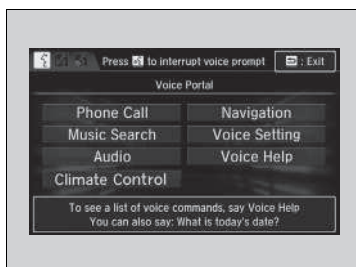 Press to interrupt voice prompt : Exit
Voice Portal
Phone Call Navigation
Music Search Voice Setting
Audio Voice Help
Climate Control
To see a list of voice commands, say Voice Help
You can also say: What is today's date?